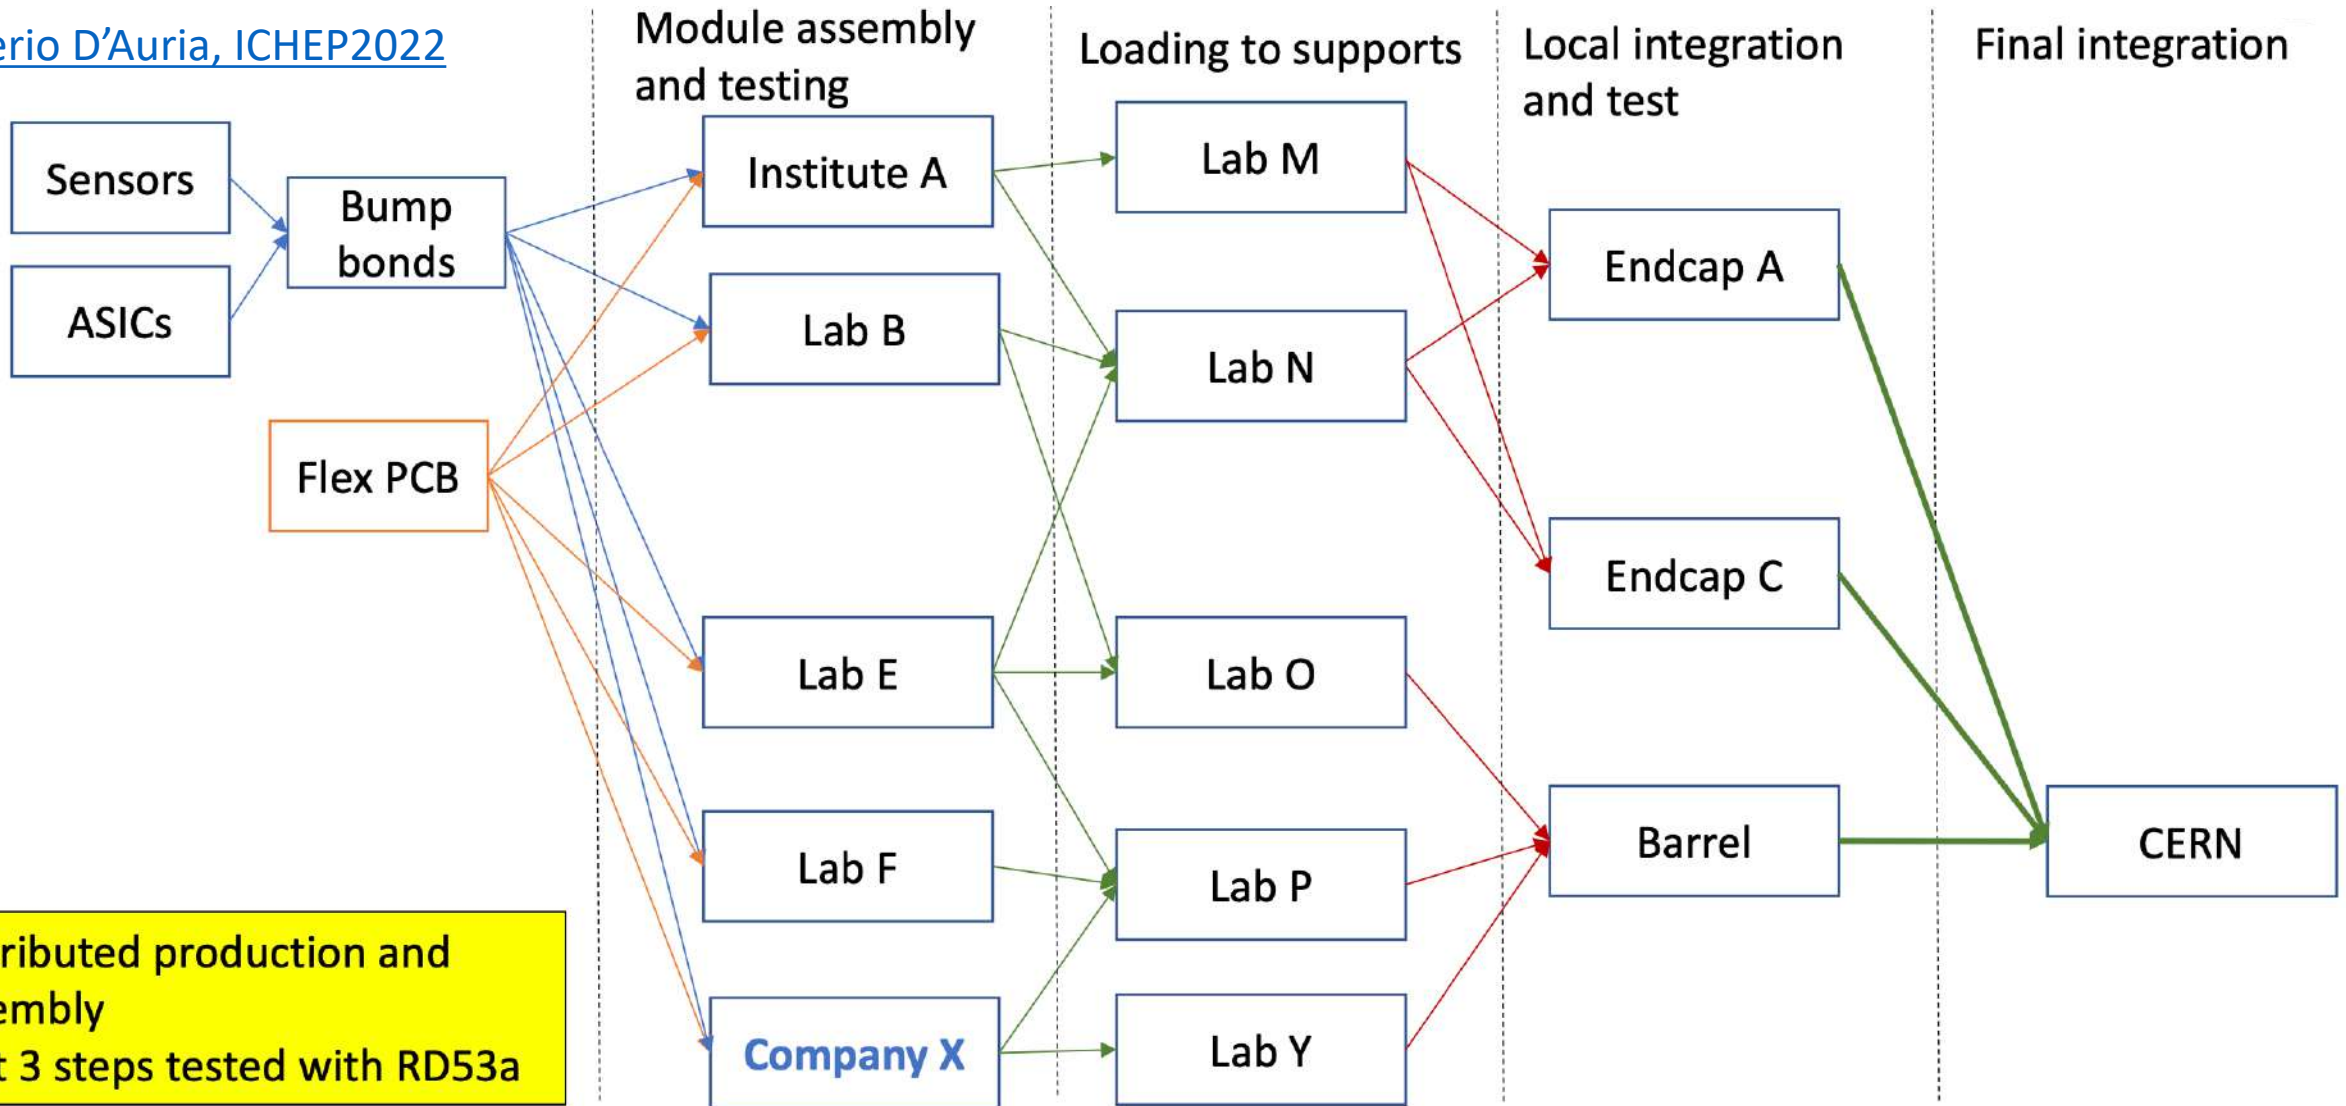 erio D'Auria, ICHEP2022
Module assembly
and testing
Loading to supports
Local integration
and test
Final integration
Sensors
ASICs
Bump
bonds
Flex PCB
Institute A
Lab B
Lab E
Lab F
Company X
Lab M
Lab N
Lab O
Lab P
Lab Y
Endcap A
Endcap C
Barrel
CERN
ributed production and
embly
t 3 steps tested with RD53a